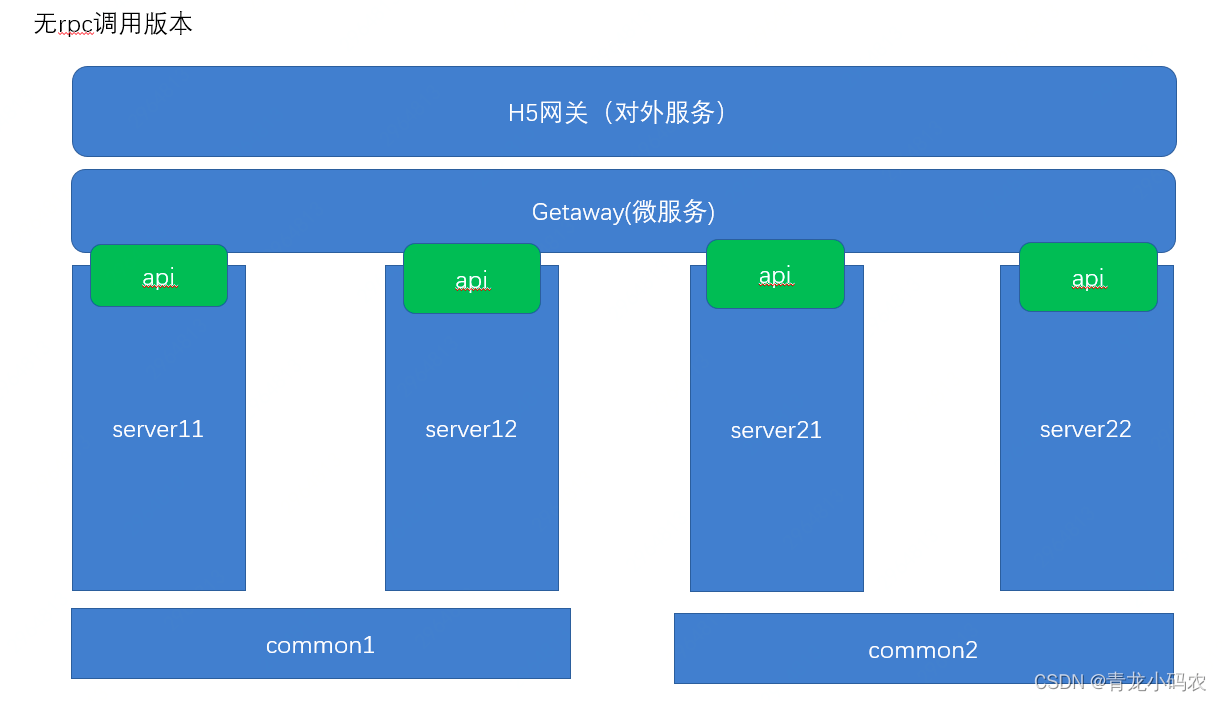 无rpc调用版本
H5网关（对外服务）
Getaway(微服务)
api
api
api
api
server11
server12
server21
server22
common1
common2
CSDN @青龙小码农